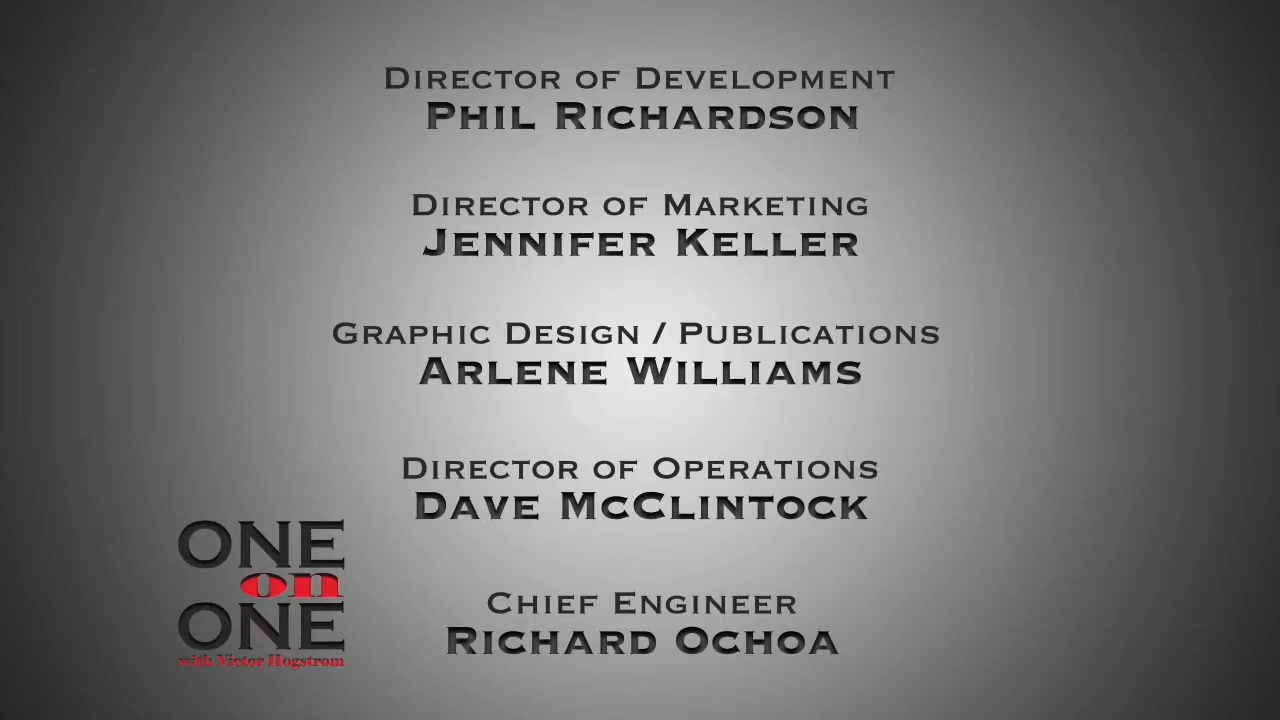 Director of Development
Phil Richardson
Director of Marketing
Jennifer Keller
Graphic Design / Publications
Arlene Williams
Director of Operations
Dave McClintock
Chief Engineer
Richard Ochoa
ONE
on
ONE
with Victor Hogstrom